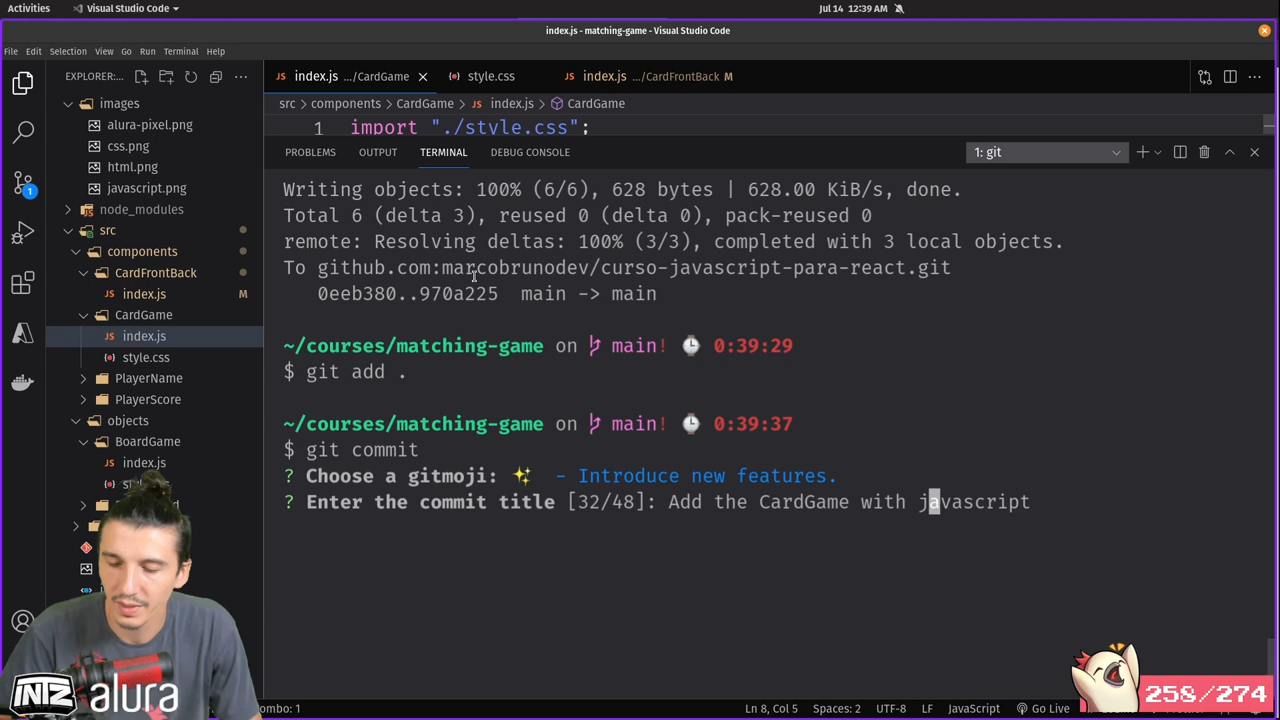 Activities
Visual Studio Code
Jul 14 12:39 AM
index.js - matching-game - Visual Studio Code
File Edit Selection View Go Run Terminal Help
EXPLORER:...
index.js .../CardGame
style.css
index.js .../CardFrontBack M
src > components > CardGame > index.js > CardGame
1 import "./style.css";
images
alura-pixel.png
css.png
html.png
javascript.png
node_modules
src
components
CardFrontBack
index.js M
CardGame
index.js
style.css
PlayerName
PlayerScore
objects
BoardGame
index.js
1
PROBLEMS OUTPUT TERMINAL DEBUG CONSOLE
1: git
Writing objects: 100% (6/6), 628 bytes | 628.00 KiB/s, done.
Total 6 (delta 3), reused 0 (delta 0), pack-reused 0
remote: Resolving deltas: 100% (3/3), completed with 3 local objects.
To github.com:marcobrunodev/curso-javascript-para-react.git
0eeb380..970a225 main -> main
~/courses/matching-game on main! 0:39:29
$ git add .
~/courses/matching-game on main! 0:39:37
$ git commit
? Choose a gitmoji: ✨ - Introduce new features.
? Enter the commit title [32/48]: Add the CardGame with javascript
INTZ alura
258/274
Combo: 1
Ln 8, Col 5 Spaces: 2 UTF-8 LF JavaScript Go Live